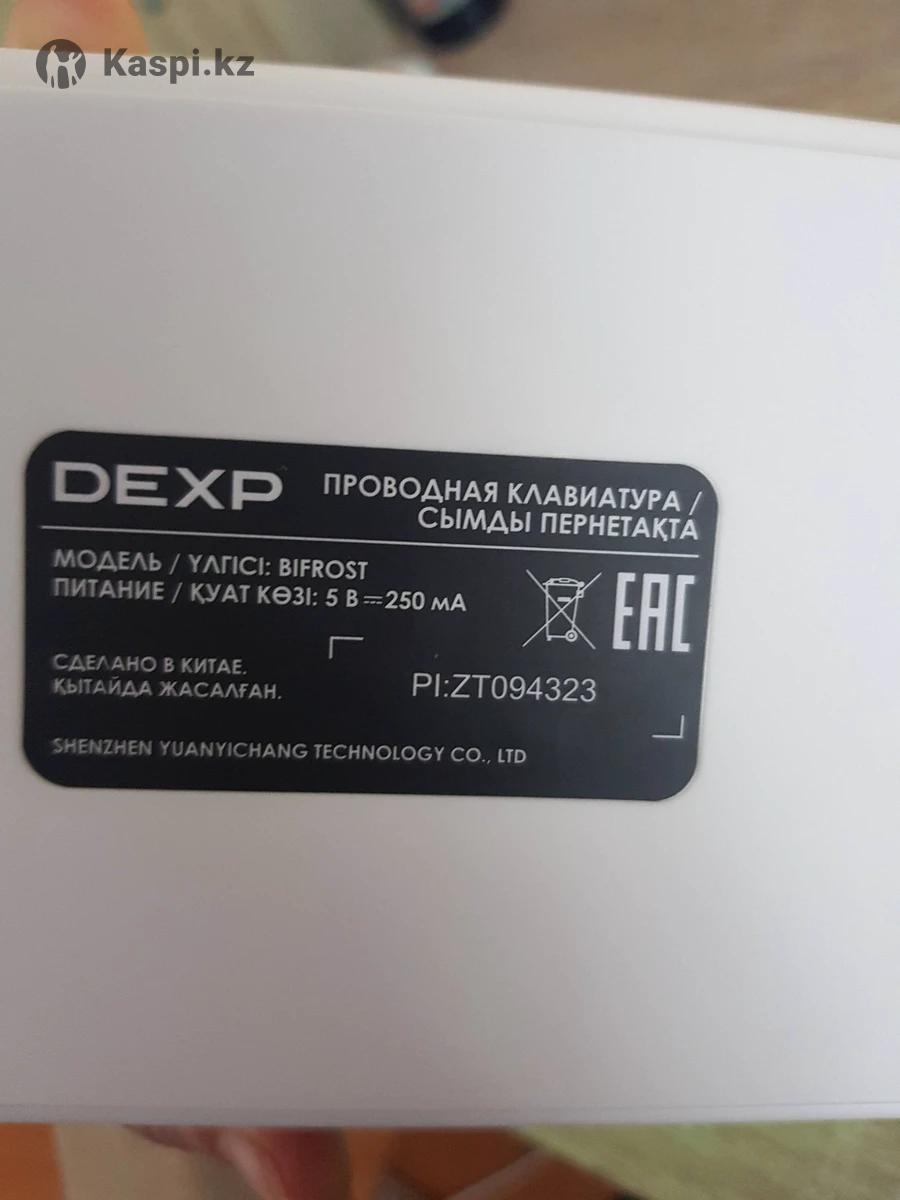 Kaspi.kz
DEXP
ПРОВОДНАЯ КЛАВИАТУРА /
СЫМДЫ ПЕРНЕТАҚТА
МОДЕЛЬ / ҮЛГІСІ: BIFROST
ПИТАНИЕ / ҚУАТ КӨЗІ: 5 В⎓250 мА
EAC
СДЕЛАНО В КИТАЕ.
ҚЫТАЙДА ЖАСАЛҒАН.
PI:ZT094323
SHENZHEN YUANYICHANG TECHNOLOGY CO., LTD